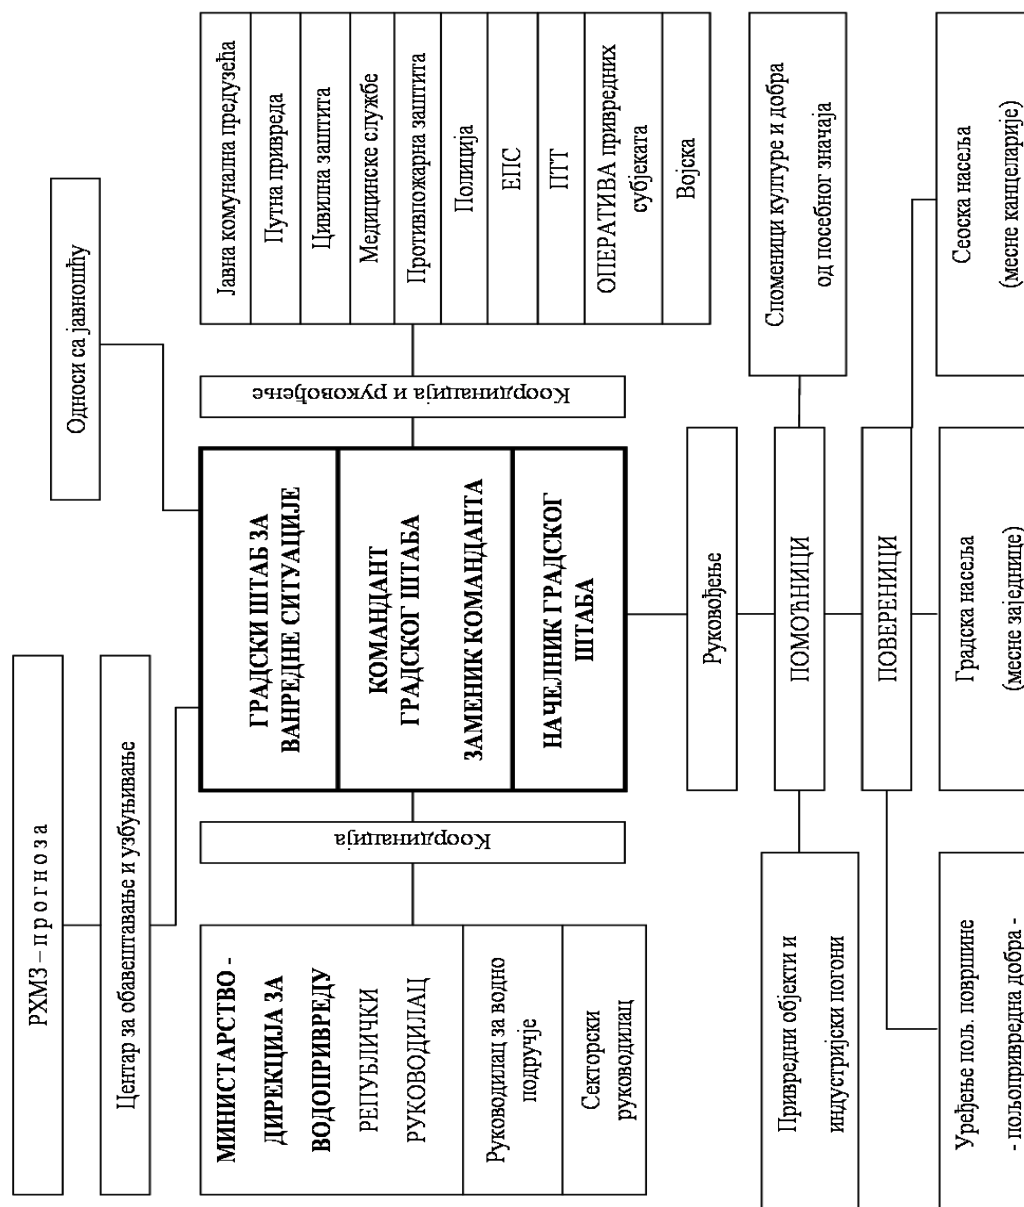 РХМЗ – п р о г н о з а
Центар за обавештавање и узбуњивање
Односи са јавношћу
МИНИСТАРСТВО -
ДИРЕКЦИЈА ЗА
ВОДОПРИВРЕДУ
РЕПУБЛИЧКИ
РУКОВОДИЛАЦ
Руководилац за водно
подручје
Секторски
руководилац
Координација
ГРАДСКИ ШТАБ ЗА
ВАНРЕДНЕ СИТУАЦИЈЕ
КОМАНДАНТ
ГРАДСКОГ ШТАБА
ЗАМЕНИК КОМАНДАНТА
НАЧЕЛНИК ГРАДСКОГ
ШТАБА
Координација и руковођење
Јавна комунална предузећа
Путна привреда
Цивилна заштита
Медицинске службе
Противпожарна заштита
Полиција
ЕПС
ПТТ
ОПЕРАТИВА привредних
субјеката
Војска
Руковођење
Привредни објекти и
индустријски погони
ПОМОЋНИЦИ
Споменици културе и добра
од посебног значаја
ПОВЕРЕНИЦИ
Уређење пољ. површине
- пољопривредна добра -
Градска насеља
(месне заједнице)
Сеоска насеља
(месне канцеларије)